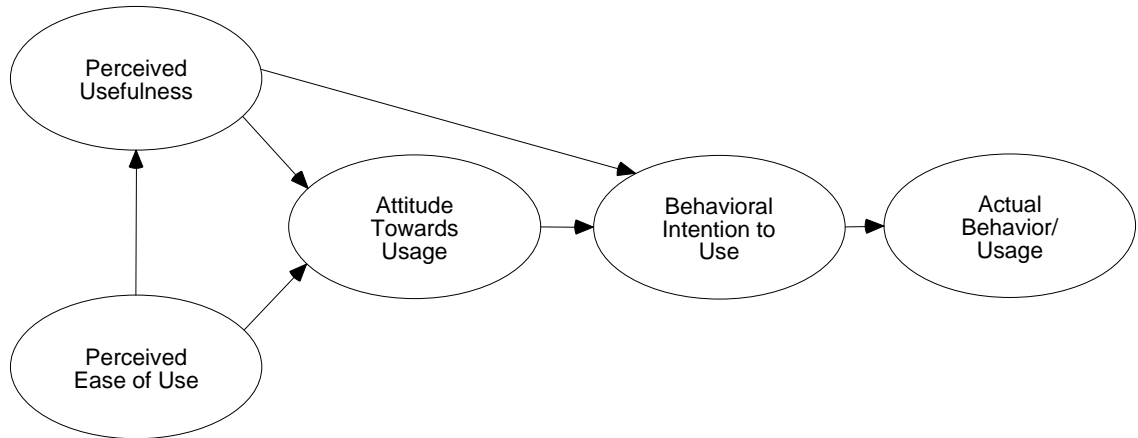 Perceived
Usefulness
Attitude
Towards
Usage
Behavioral
Intention to
Use
Actual
Behavior/
Usage
Perceived
Ease of Use